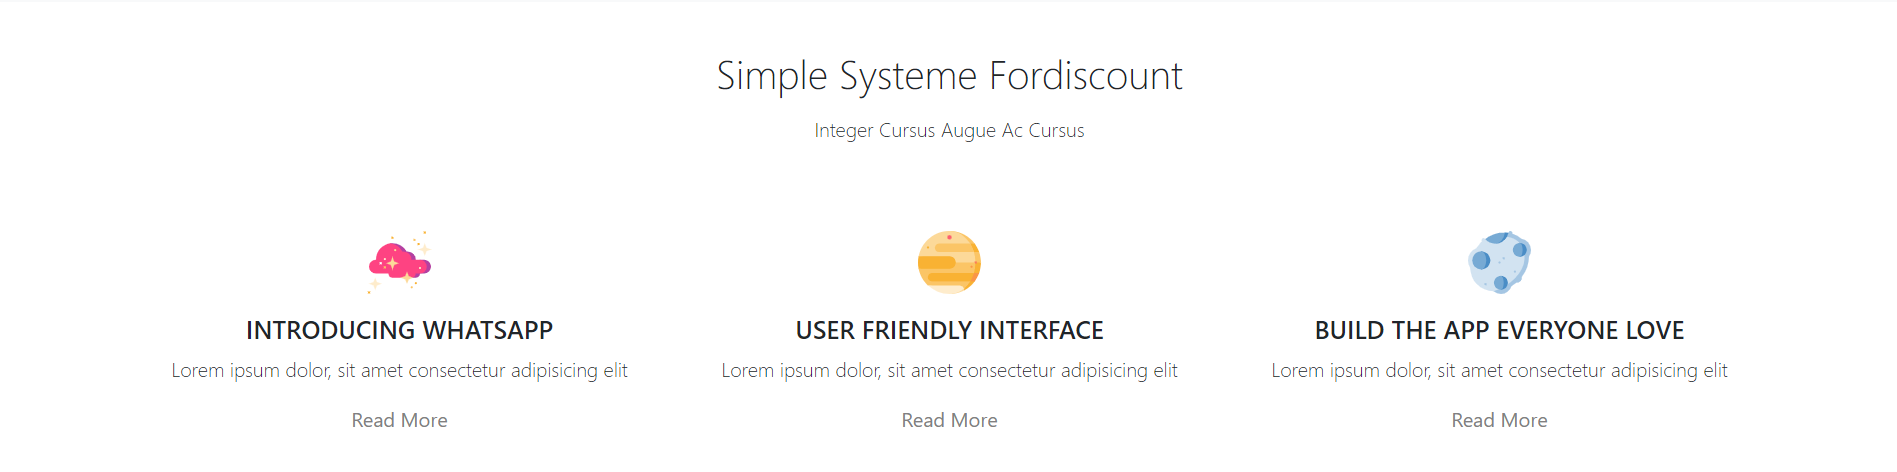 Simple Systeme Fordiscount
Integer Cursus Augue Ac Cursus
INTRODUCING WHATSAPP
Lorem ipsum dolor, sit amet consectetur adipisicing elit
Read More
USER FRIENDLY INTERFACE
Lorem ipsum dolor, sit amet consectetur adipisicing elit
Read More
BUILD THE APP EVERYONE LOVE
Lorem ipsum dolor, sit amet consectetur adipisicing elit
Read More